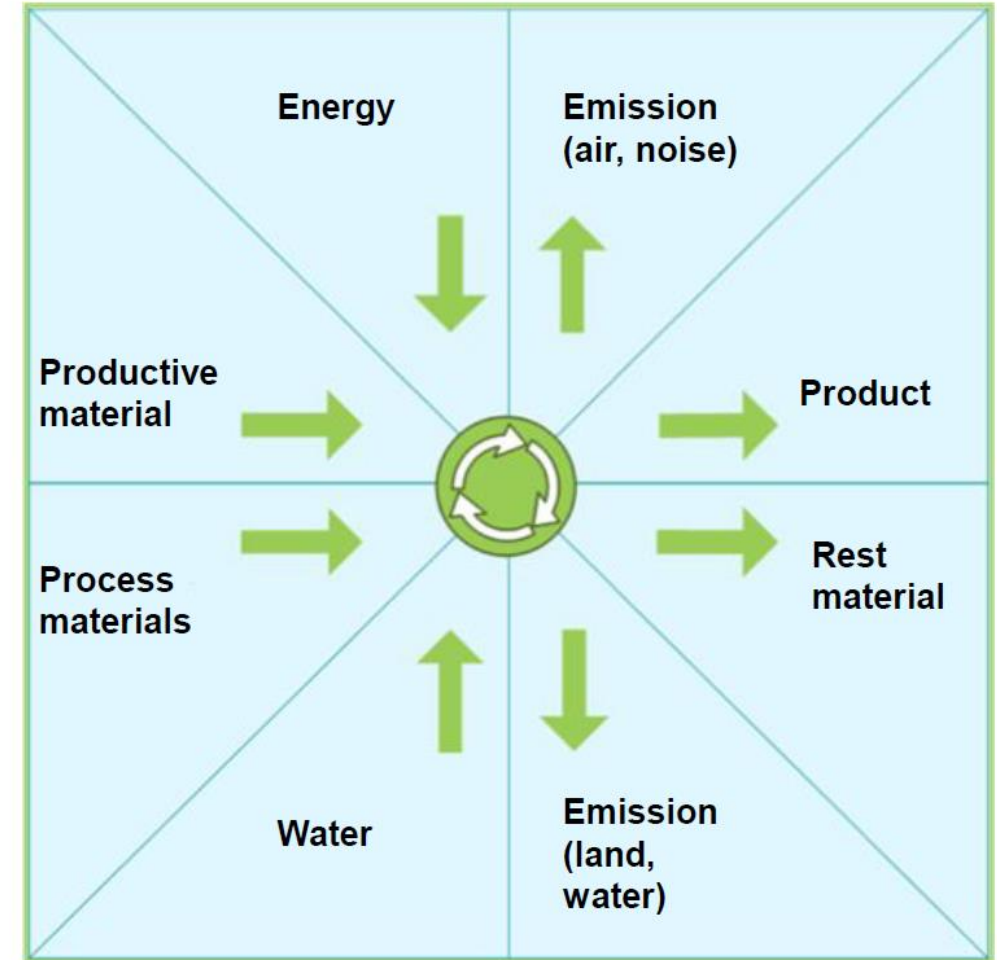 Energy
Emission
(air, noise)
Productive
material
Product
Process
materials
Rest
material
Water
Emission
(land,
water)